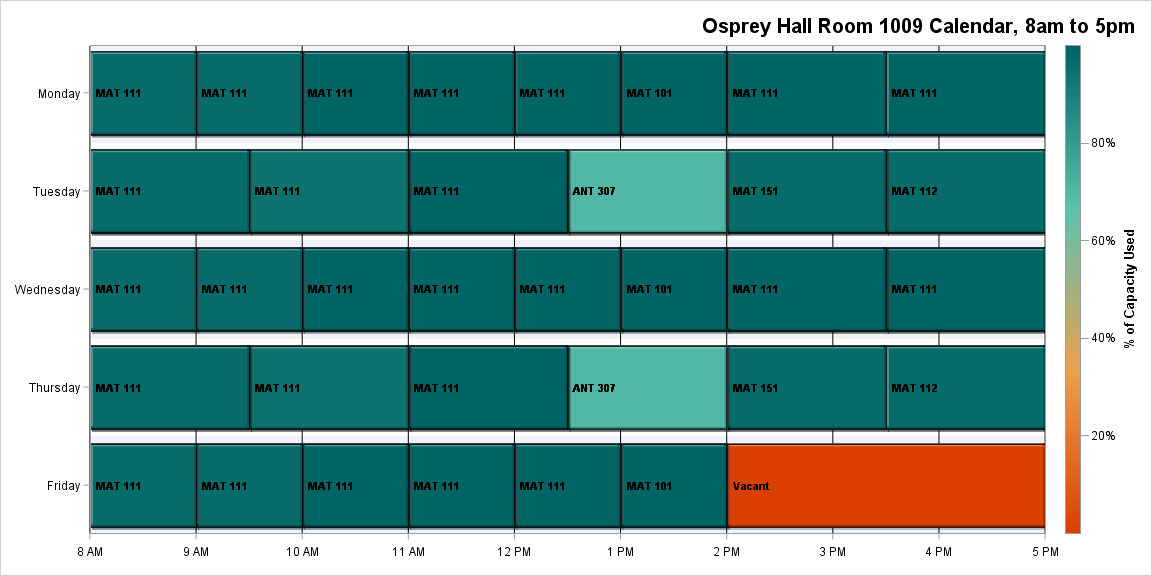 Osprey Hall Room 1009 Calendar, 8am to 5pm
Monday MAT 111 MAT 111 MAT 111 MAT 111 MAT 111 MAT 101 MAT 111 MAT 111
Tuesday MAT 111 MAT 111 MAT 111 ANT 307 MAT 151 MAT 112
Wednesday MAT 111 MAT 111 MAT 111 MAT 111 MAT 111 MAT 101 MAT 111 MAT 111
Thursday MAT 111 MAT 111 MAT 111 ANT 307 MAT 151 MAT 112
Friday MAT 111 MAT 111 MAT 111 MAT 111 MAT 111 MAT 101 Vacant
8 AM 9 AM 10 AM 11 AM 12 PM 1 PM 2 PM 3 PM 4 PM 5 PM
80%
60%
40%
20%
% of Capacity Used